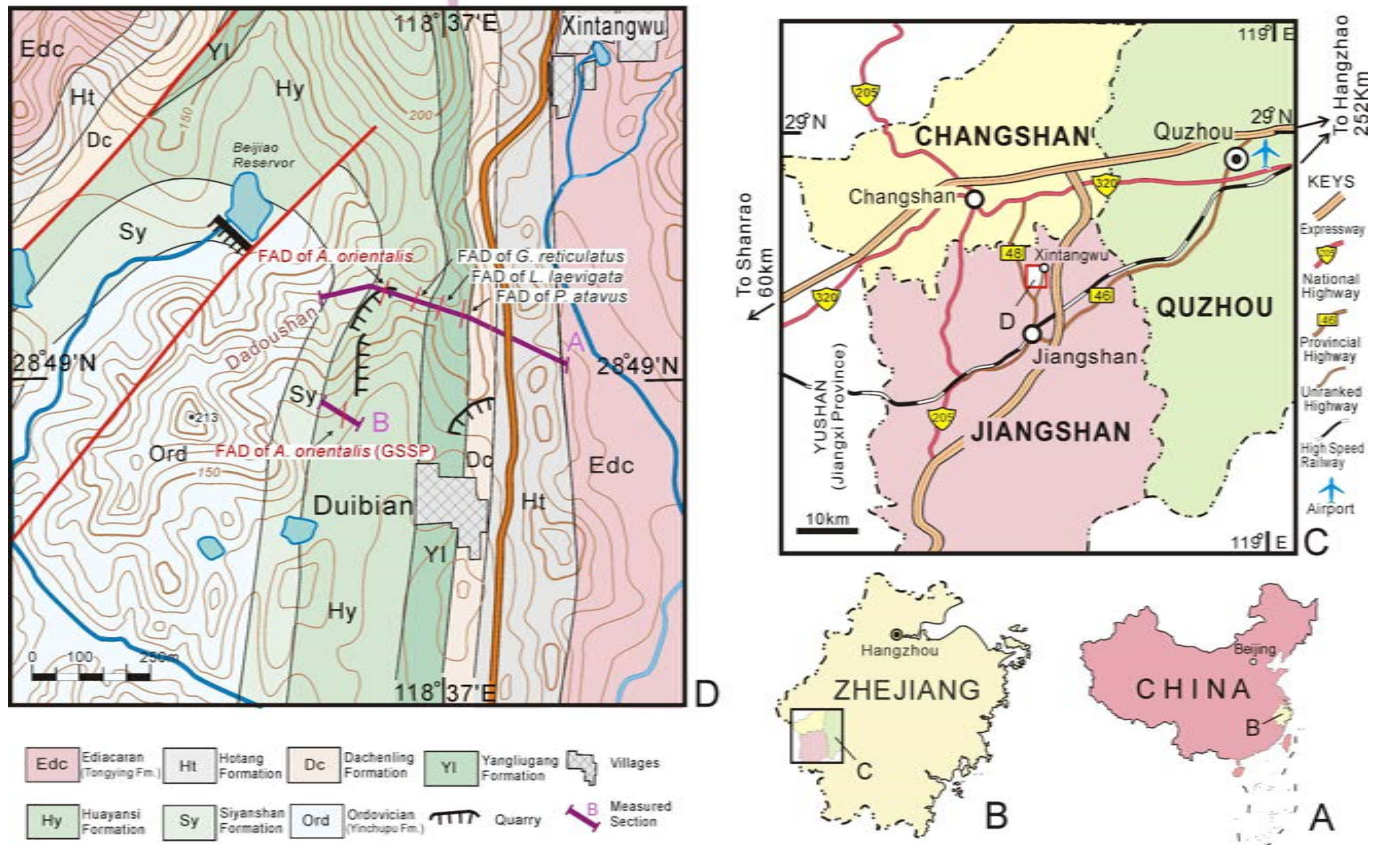 118°37'E
Xintangwu
Edc
Yl
Ht
Hy
Dc
150
200
Beijiao
Reservor
Sy
FAD of A. orientalis
FAD of G. reticulatus
FAD of L. laevigata
FAD of P. atavus
Dadoushan
A
28°49'N
28°49'N
213
Sy
B
Ord
FAD of A. orientalis (GSSP)
150
Dc
Edc
Ht
Duibian
Yl
Hy
0 100 250m
118°37'E
D
Edc
Ediacaran
(Tongying Fm.)
Ht
Hotang
Formation
Dc
Dachenling
Formation
Yl
Yangliugang
Formation
Villages
Hy
Huayansi
Formation
Sy
Siyanshan
Formation
Ord
Ordovician
(Yinchupu Fm.)
Quarry
B
Measured
Section
119° E
To Hangzhao
252Km
205
29°N
29°N
CHANGSHAN
Quzhou
320
Changshan
48
Xintangwu
To Shanrao
60km
320
46
QUZHOU
D
Jiangshan
YUSHAN
(Jiangxi Province)
205
JIANGSHAN
10km
119° E
C
KEYS
Expressway
205
National
Highway
46
Provincial
Highway
Unranked
Highway
High Speed
Railway
Airport
Hangzhou
ZHEJIANG
C
B
Beijing
CHINA
B
A